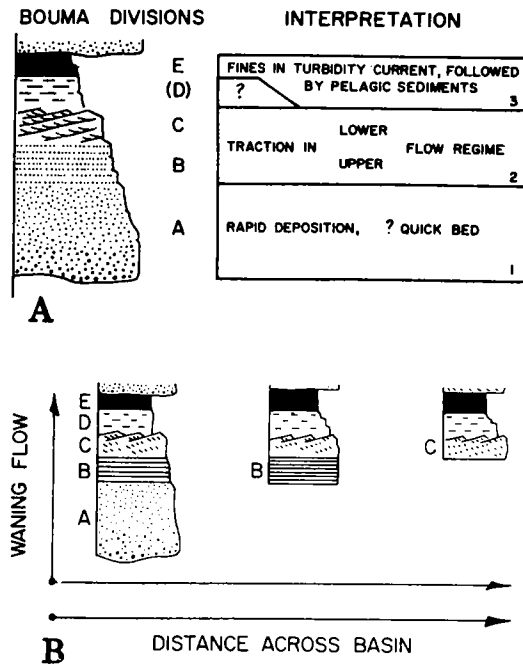 BOUMA DIVISIONS
INTERPRETATION
E
(D)
C
B
A
FINES IN TURBIDITY CURRENT, FOLLOWED
? BY PELAGIC SEDIMENTS
3
LOWER
TRACTION IN FLOW REGIME
UPPER
2
RAPID DEPOSITION, ? QUICK BED
1
A
WANING FLOW
E
D
C
B
A
B
C
DISTANCE ACROSS BASIN
B